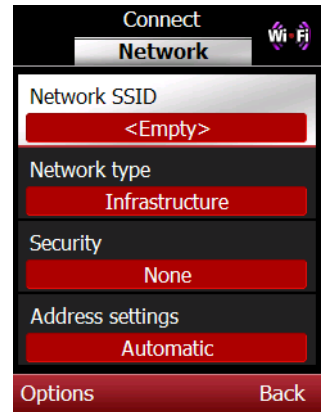 Connect
Wi-Fi
Network
Network SSID
<Empty>
Network type
Infrastructure
Security
None
Address settings
Automatic
Options Back